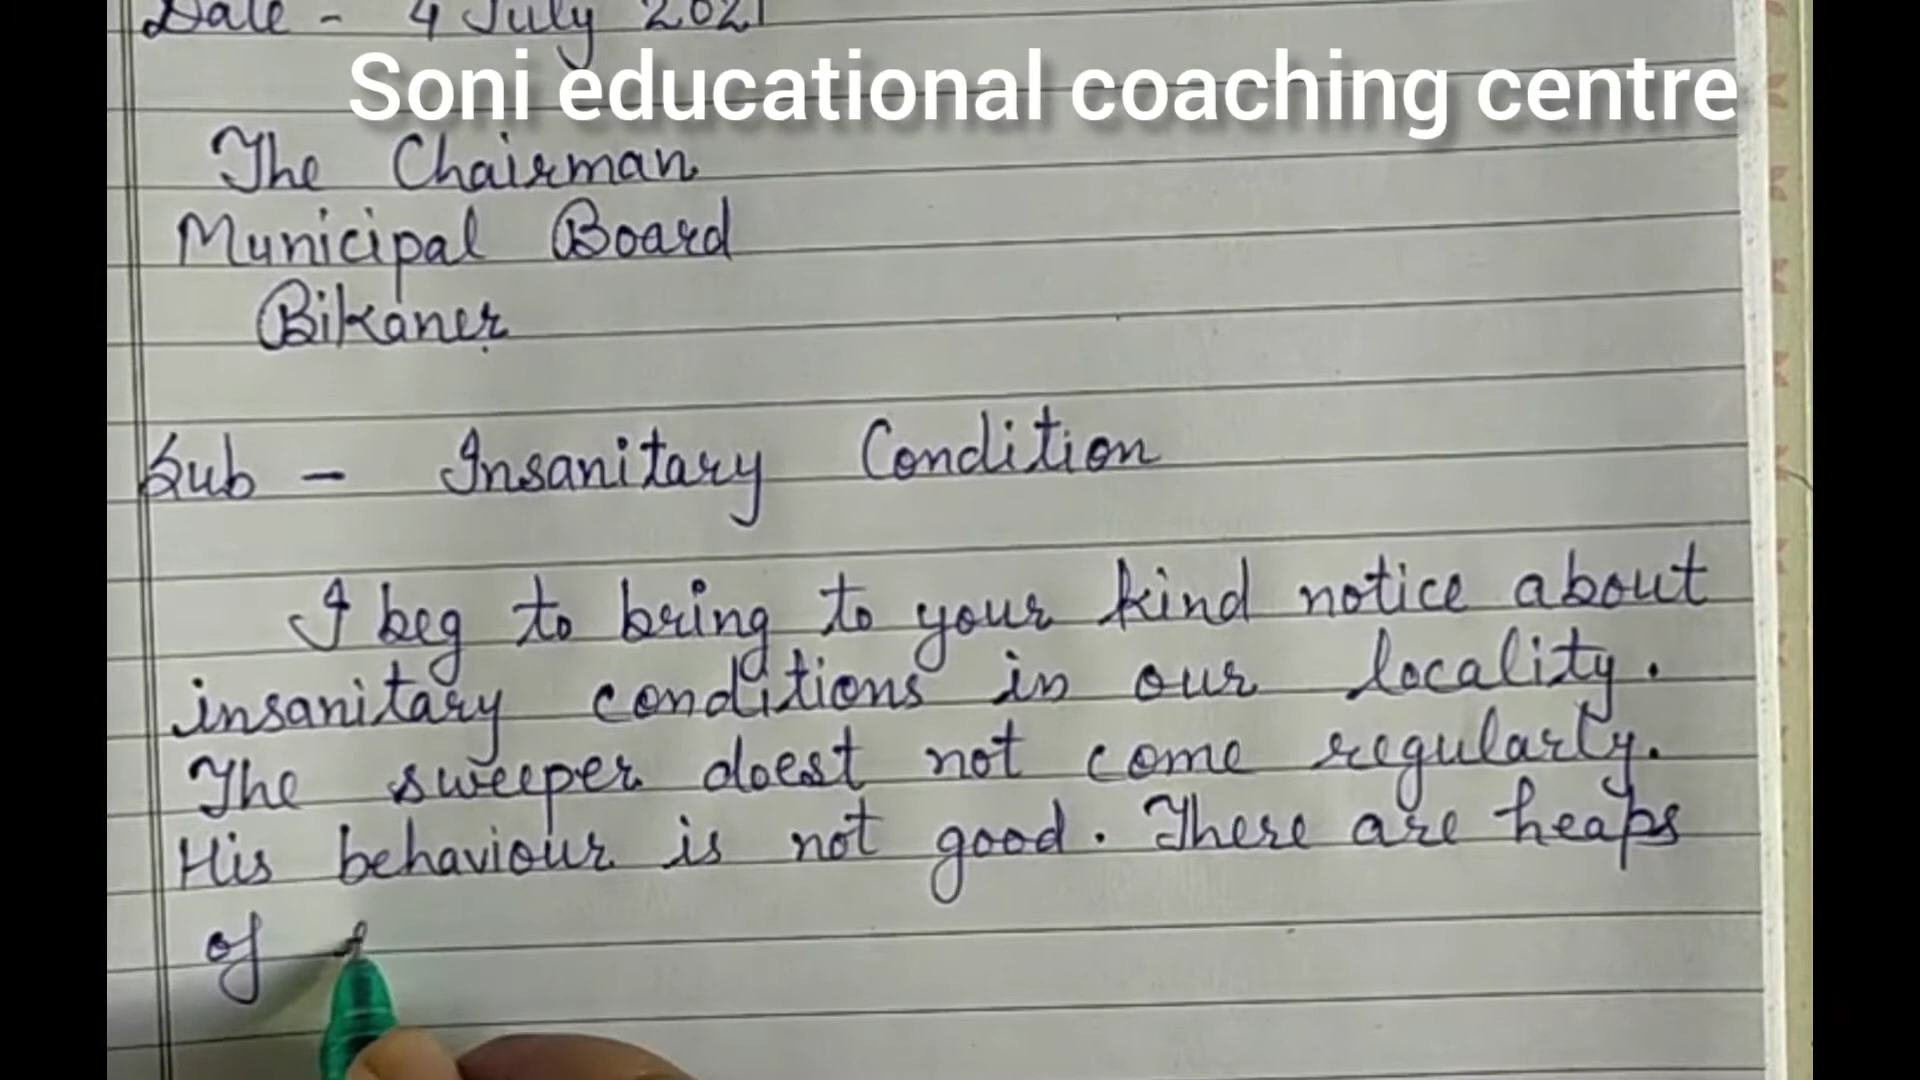 Date - 4 July 2021
Soni educational coaching centre
The Chairman
Municipal Board
Bikaner
Sub - Insanitary Condition
I beg to bring to your kind notice about
insanitary conditions in our locality.
The sweeper doest not come regularly.
His behaviour is not good. There are heaps
of